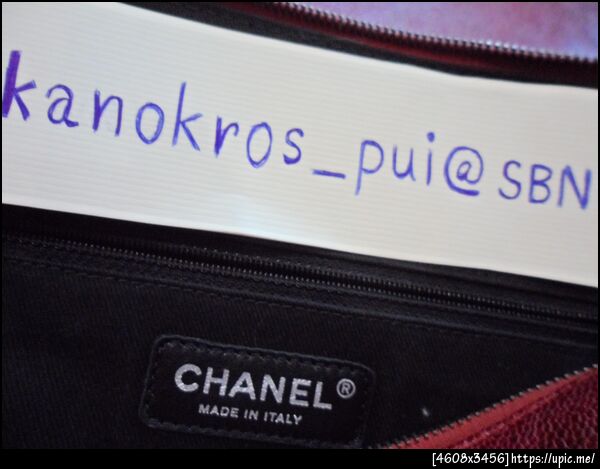 kanokros_pui@SBN
CHANEL®
MADE IN ITALY
[4608x3456]https://upic.me/